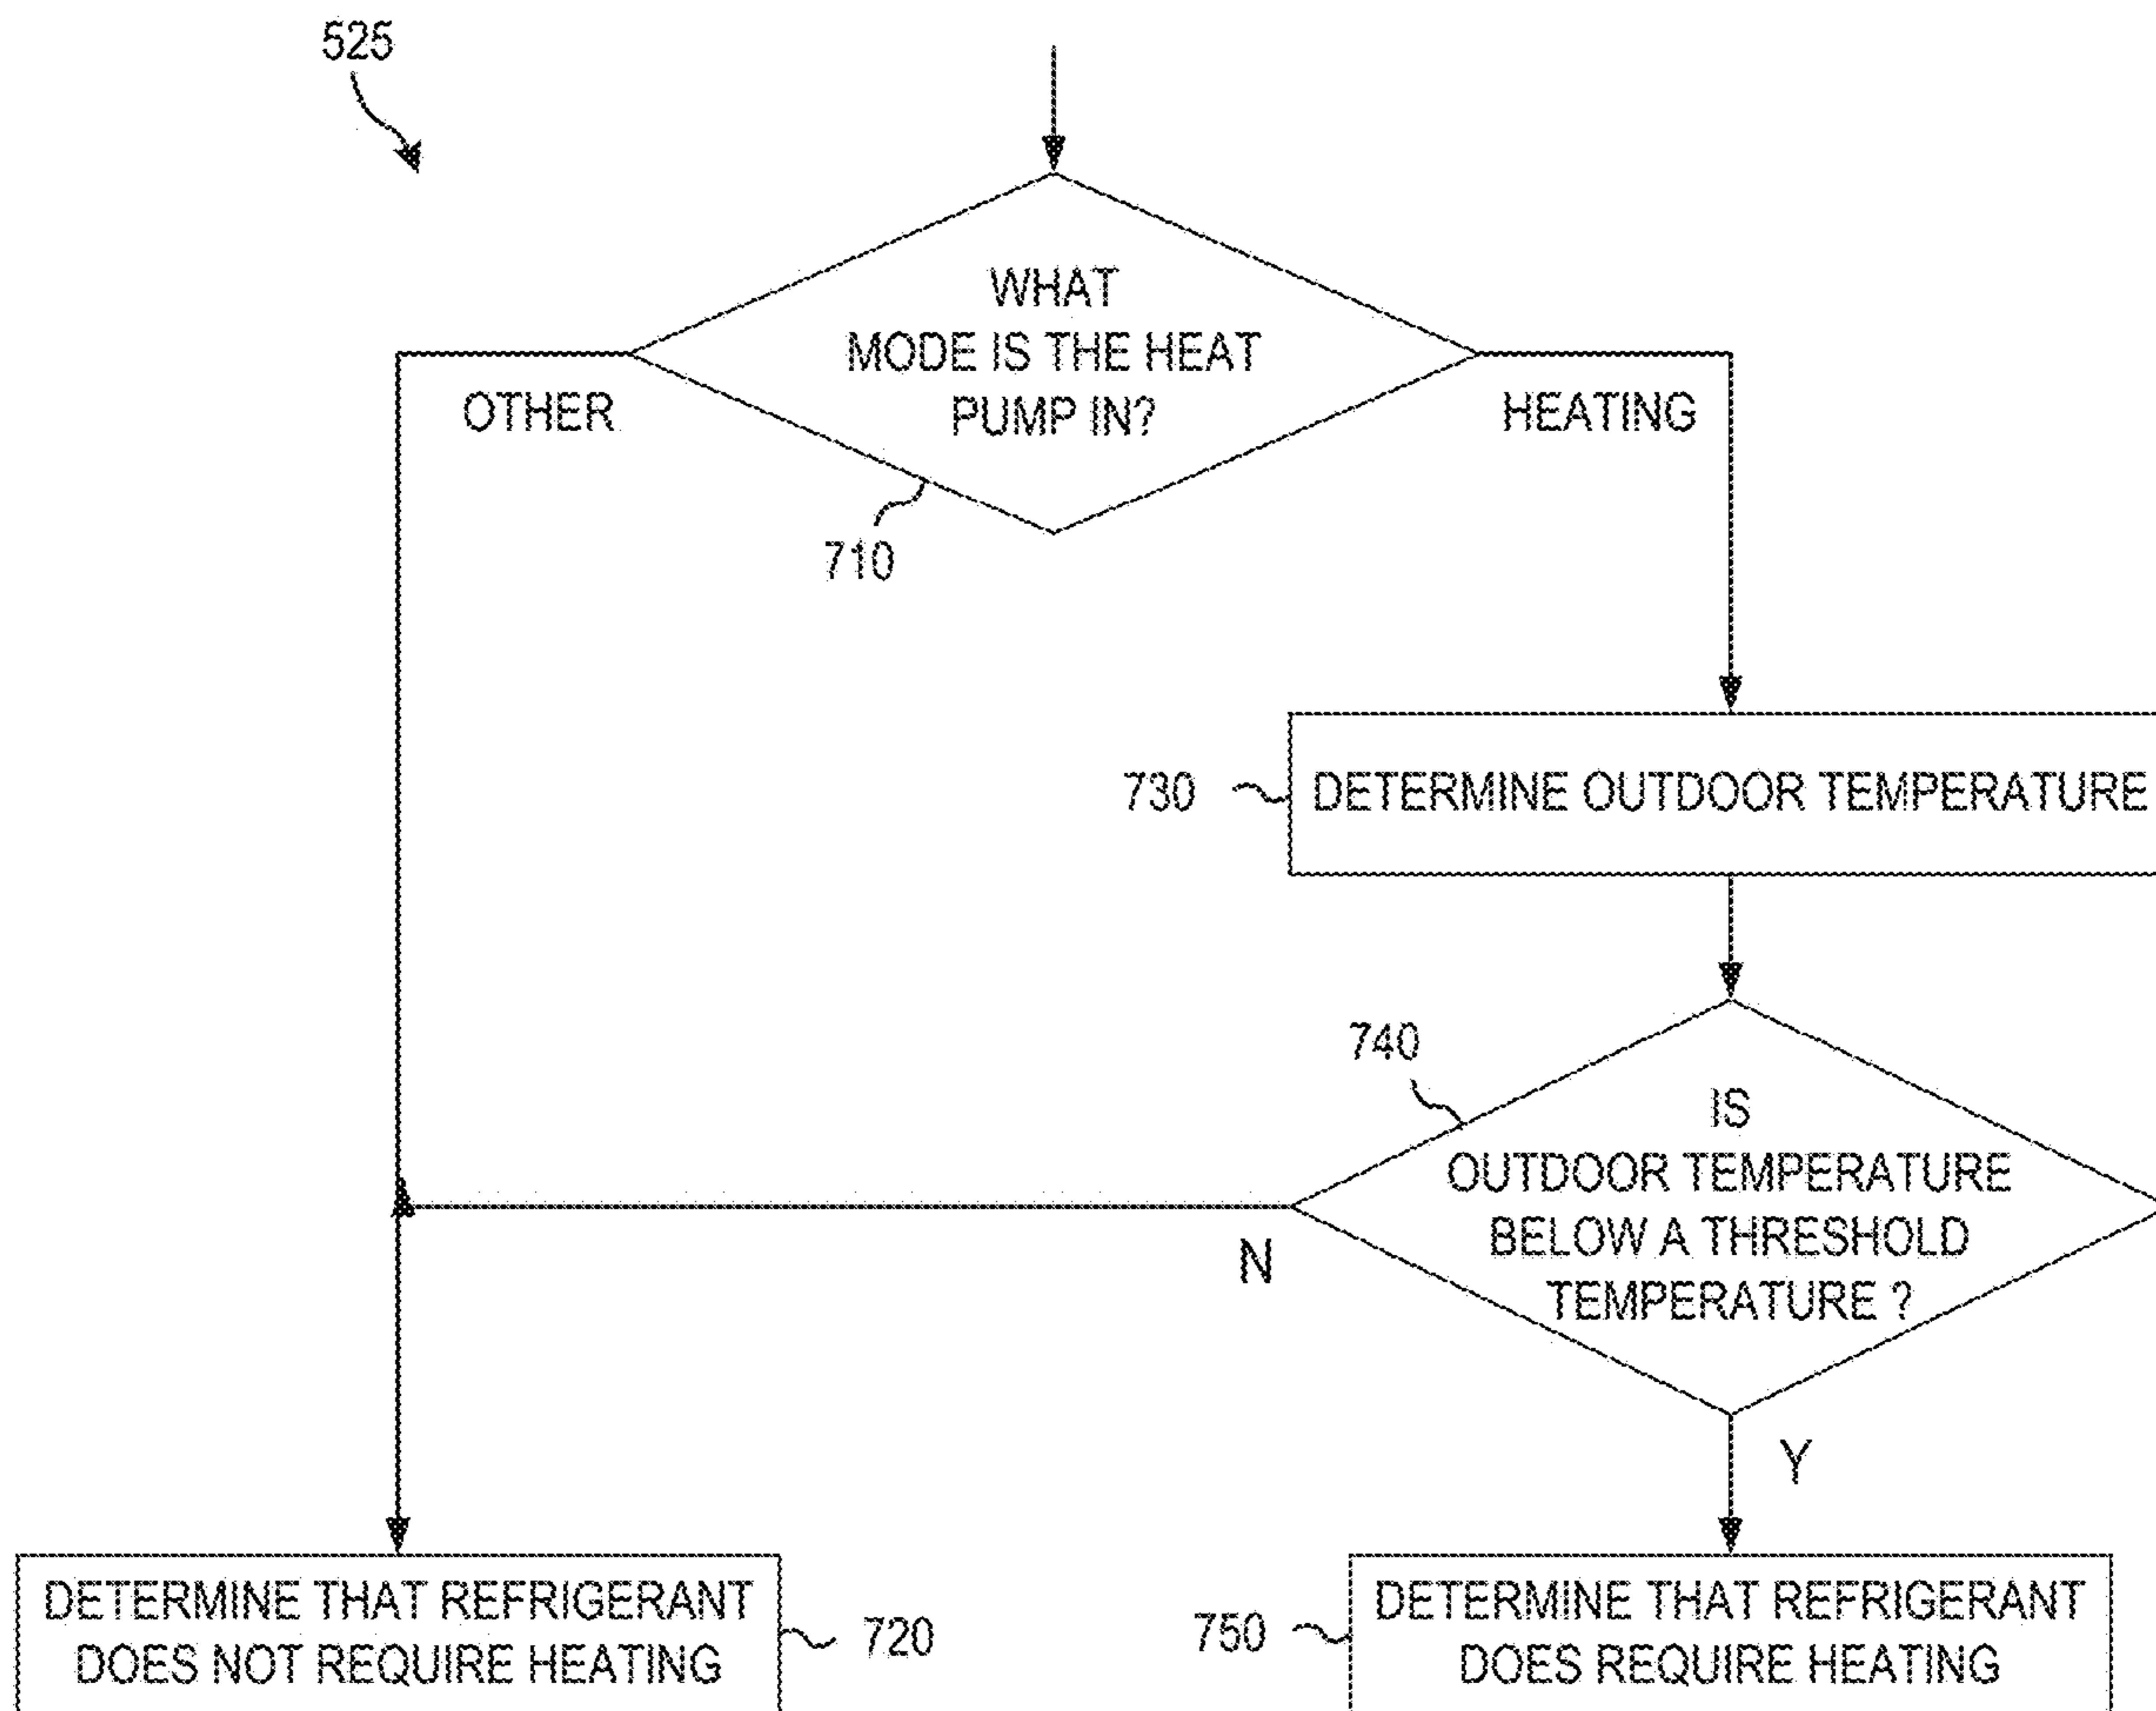 525
WHAT
MODE IS THE HEAT
PUMP IN?
OTHER
HEATING
710
730
DETERMINE OUTDOOR TEMPERATURE
740
IS
OUTDOOR TEMPERATURE
BELOW A THRESHOLD
TEMPERATURE ?
N
Y
DETERMINE THAT REFRIGERANT
DOES NOT REQUIRE HEATING
720
750
DETERMINE THAT REFRIGERANT
DOES REQUIRE HEATING